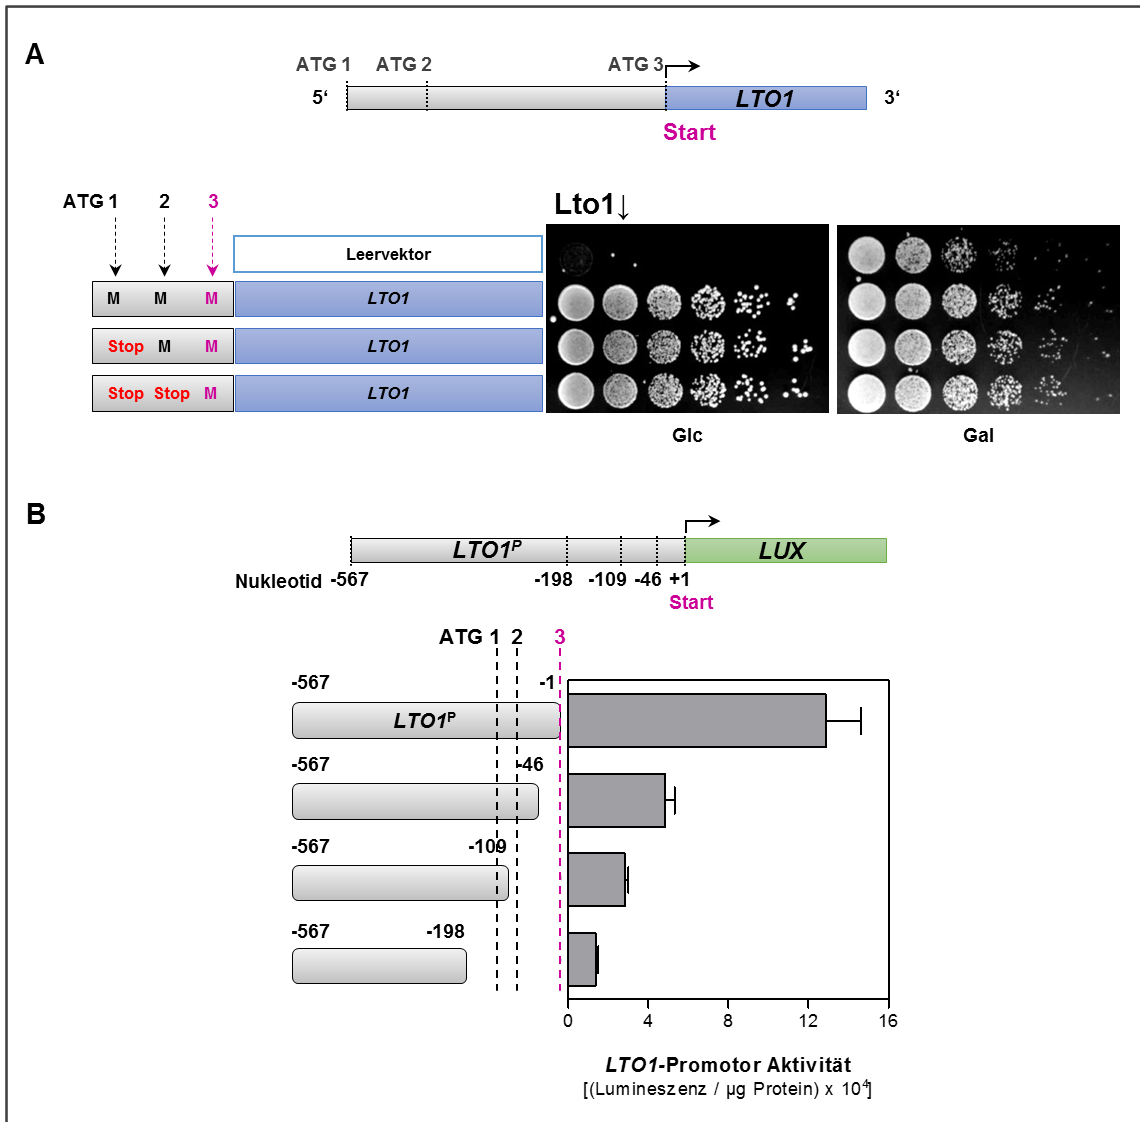 A
ATG 1 ATG 2 ATG 3
5‘ LTO1 3‘
Start
ATG 1 2 3
Lto1↓
Leervektor
M M M LTO1
Stop M M LTO1
Stop Stop M LTO1
Glc Gal
B
LTO1ᴾ LUX
Nukleotid -567 -198 -109 -46 +1
Start
ATG 1 2 3
-567 -1
LTO1ᴾ
-567 -46
-567 -109
-567 -198
0 4 8 12 16
LTO1-Promotor Aktivität
[(Lumineszenz / µg Protein) x 10⁴]